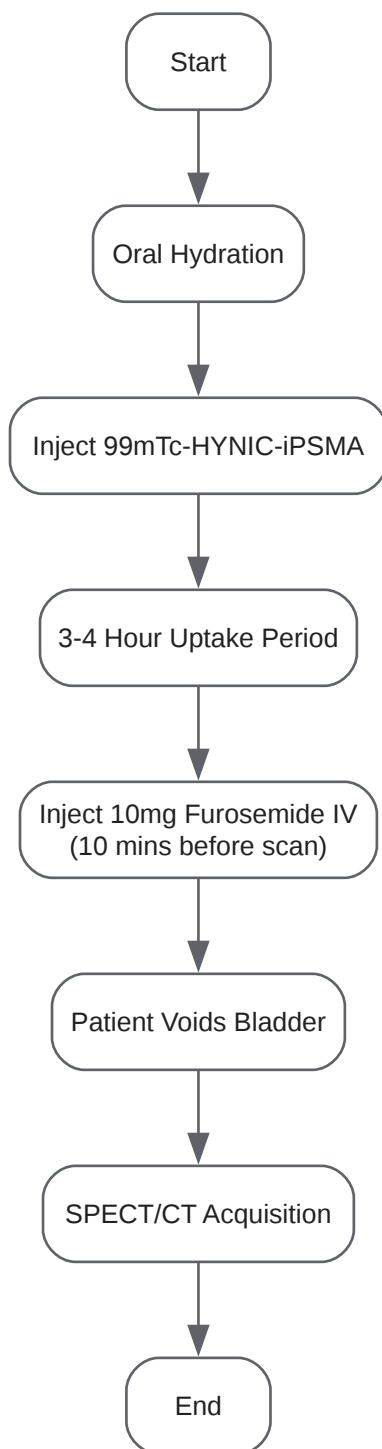 Start
Oral Hydration
Inject 99mTc-HYNIC-iPSMA
3-4 Hour Uptake Period
Inject 10mg Furosemide IV
(10 mins before scan)
Patient Voids Bladder
SPECT/CT Acquisition
End